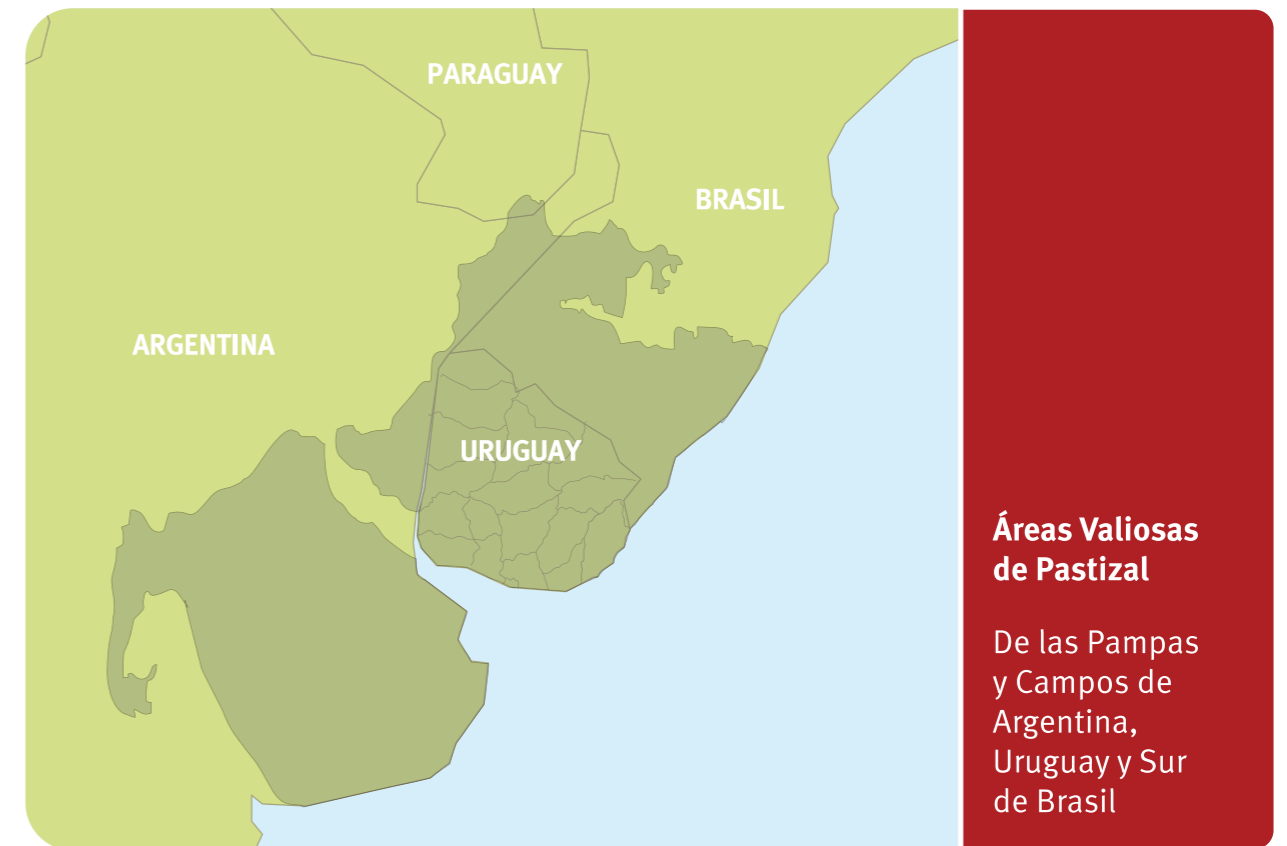 PARAGUAY
BRASIL
ARGENTINA
URUGUAY
Áreas Valiosas
de Pastizal
De las Pampas
y Campos de
Argentina,
Uruguay y Sur
de Brasil